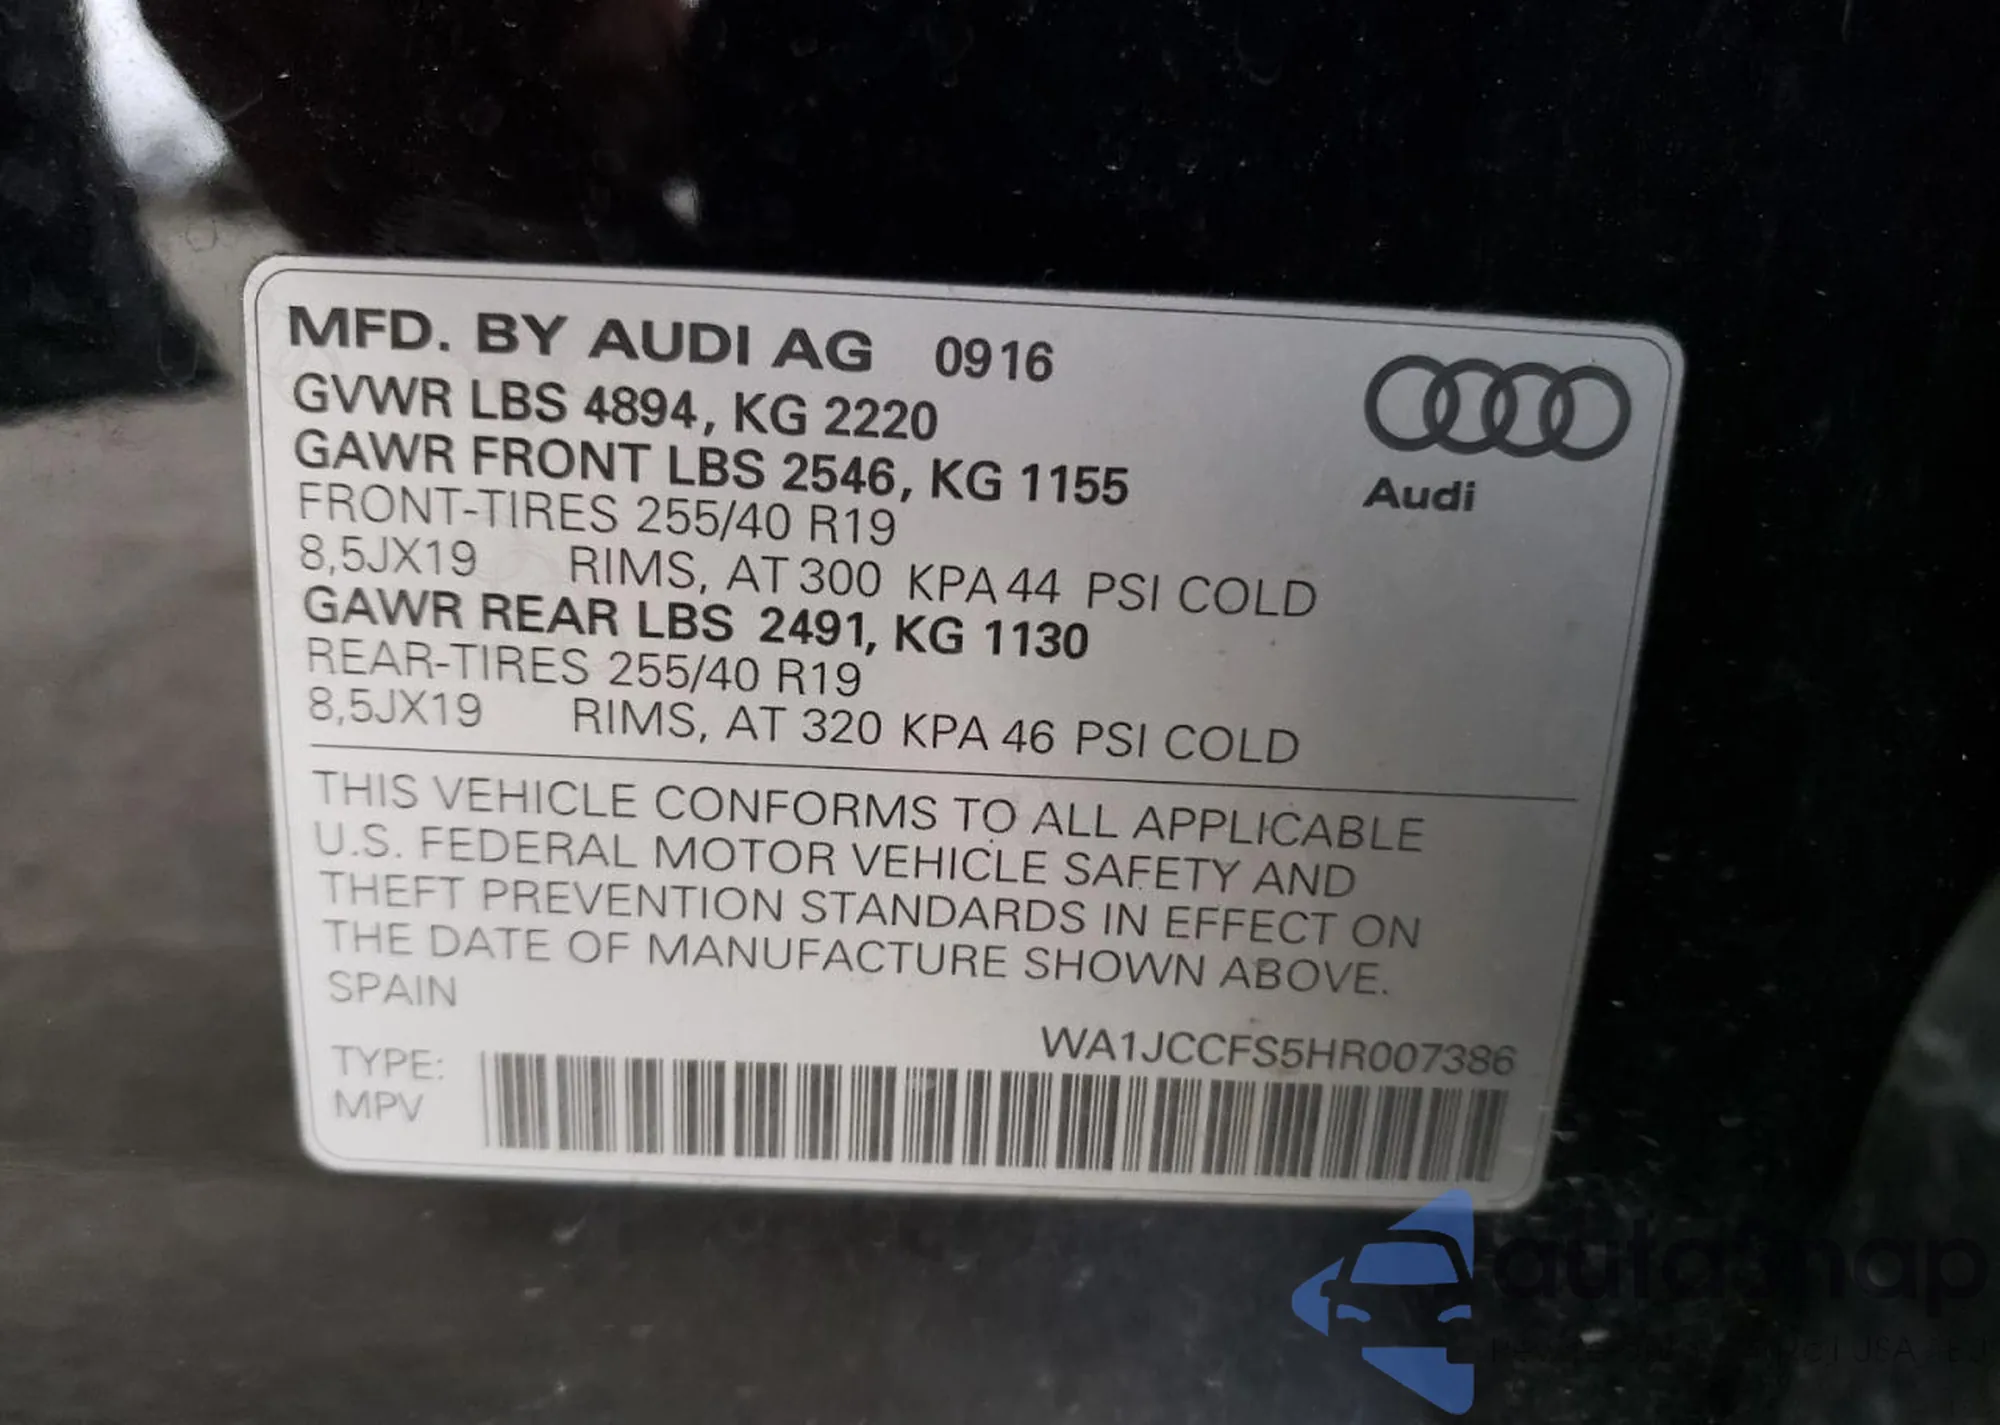 MFD. BY AUDI AG 0916
GVWR LBS 4894, KG 2220
GAWR FRONT LBS 2546, KG 1155
FRONT-TIRES 255/40 R19
8,5JX19 RIMS, AT 300 KPA 44 PSI COLD
GAWR REAR LBS 2491, KG 1130
REAR-TIRES 255/40 R19
8,5JX19 RIMS, AT 320 KPA 46 PSI COLD
Audi
THIS VEHICLE CONFORMS TO ALL APPLICABLE
U.S. FEDERAL MOTOR VEHICLE SAFETY AND
THEFT PREVENTION STANDARDS IN EFFECT ON
THE DATE OF MANUFACTURE SHOWN ABOVE.
SPAIN
WA1JCCFS5HR007386
TYPE:
MPV
autosnap